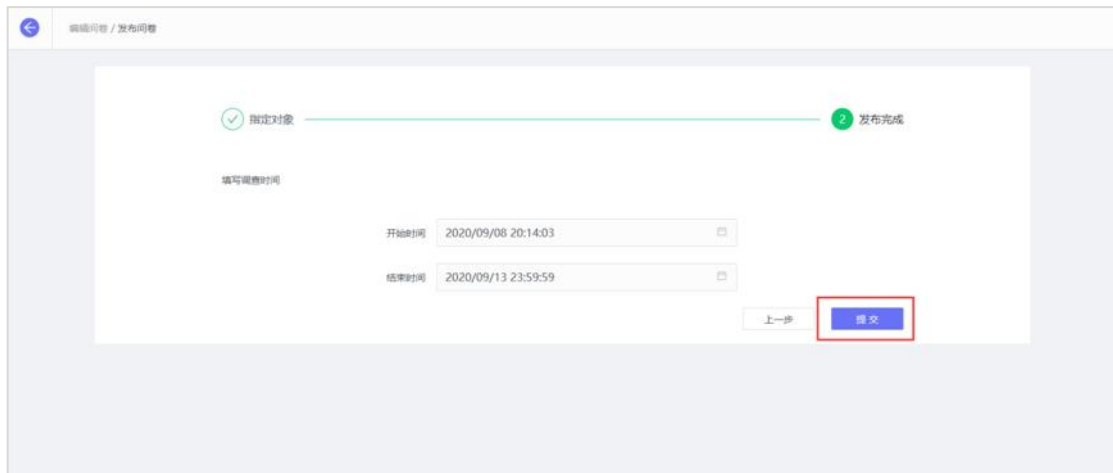 编辑问卷 / 发布问卷
指定对象
2 发布完成
填写调查时间
开始时间 2020/09/08 20:14:03
结束时间 2020/09/13 23:59:59
上一步 提交